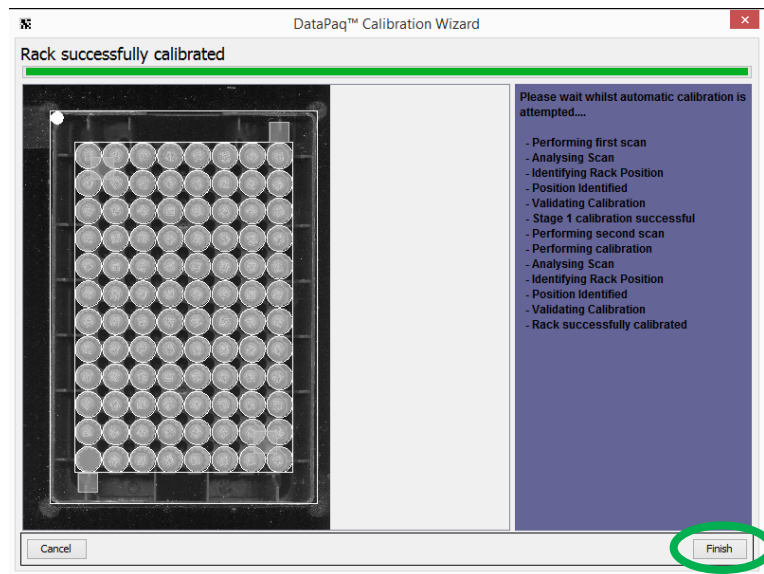 DataPaq™ Calibration Wizard
Rack successfully calibrated
Please wait whilst automatic calibration is
attempted....
- Performing first scan
- Analysing Scan
- Identifying Rack Position
- Position Identified
- Validating Calibration
- Stage 1 calibration successful
- Performing second scan
- Performing calibration
- Analysing Scan
- Identifying Rack Position
- Position Identified
- Validating Calibration
- Rack successfully calibrated
Cancel
Finish